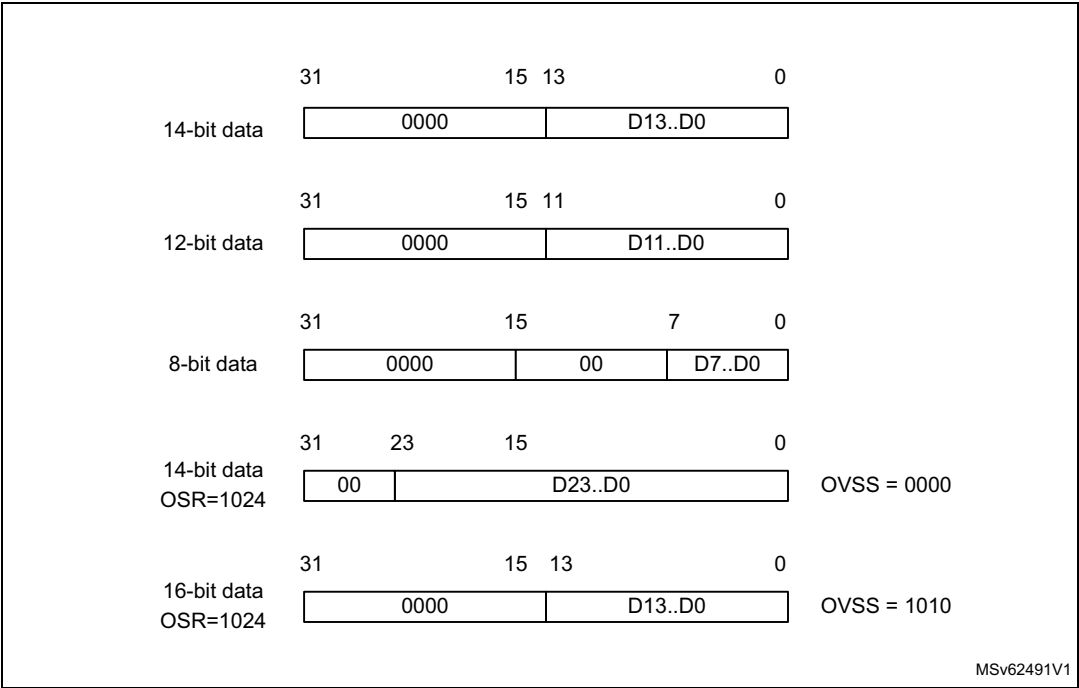 31 15 13 0
14-bit data 0000 D13..D0
31 15 11 0
12-bit data 0000 D11..D0
31 15 7 0
8-bit data 0000 00 D7..D0
31 23 15 0
14-bit data
OSR=1024 00 D23..D0 OVSS = 0000
31 15 13 0
16-bit data
OSR=1024 0000 D13..D0 OVSS = 1010
MSv62491V1